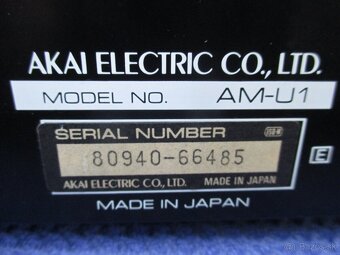 AKAI ELECTRIC CO., LTD.
MODEL NO. AM-U1
SERIAL NUMBER
80940-66485
E
AKAI ELECTRIC CO., LTD. MADE IN JAPAN
MADE IN JAPAN